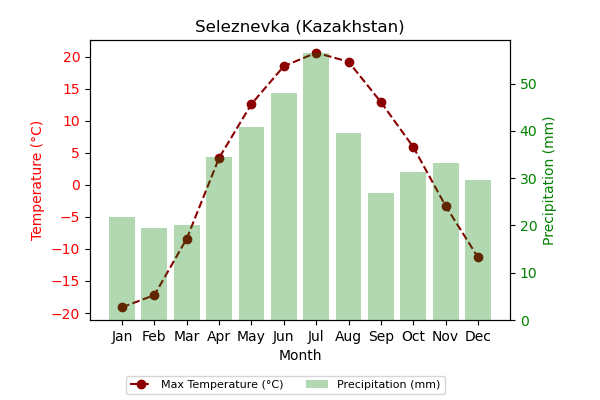 Seleznevka (Kazakhstan)
20
15
10
5
0
−5
−10
−15
−20
Temperature (°C)
50
40
30
20
10
0
Precipitation (mm)
Jan Feb Mar Apr May Jun Jul Aug Sep Oct Nov Dec
Month
Max Temperature (°C) Precipitation (mm)